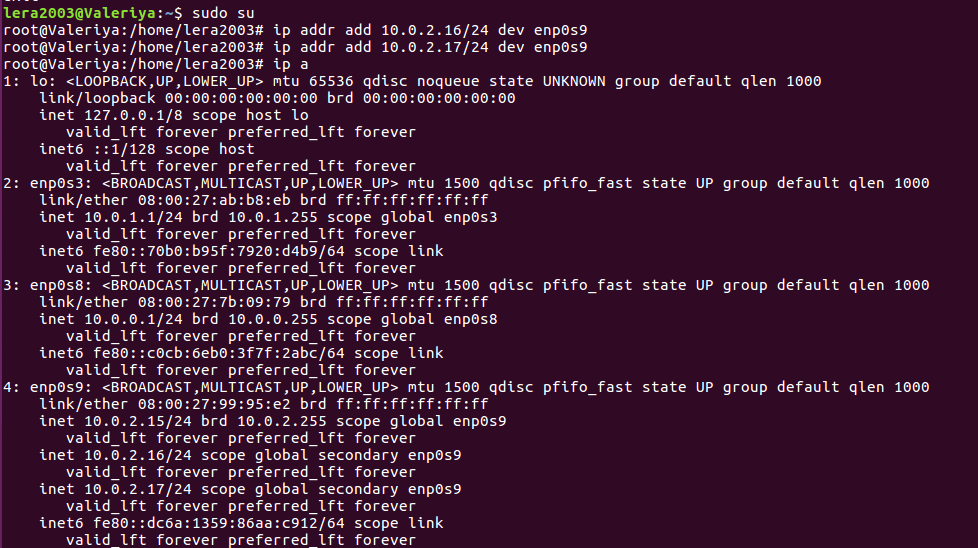 lera2003@Valeriya:~$ sudo su
root@Valeriya:/home/lera2003# ip addr add 10.0.2.16/24 dev enp0s9
root@Valeriya:/home/lera2003# ip addr add 10.0.2.17/24 dev enp0s9
root@Valeriya:/home/lera2003# ip a
1: lo: <LOOPBACK,UP,LOWER_UP> mtu 65536 qdisc noqueue state UNKNOWN group default qlen 1000
    link/loopback 00:00:00:00:00:00 brd 00:00:00:00:00:00
    inet 127.0.0.1/8 scope host lo
       valid_lft forever preferred_lft forever
    inet6 ::1/128 scope host
       valid_lft forever preferred_lft forever
2: enp0s3: <BROADCAST,MULTICAST,UP,LOWER_UP> mtu 1500 qdisc pfifo_fast state UP group default qlen 1000
    link/ether 08:00:27:ab:b8:eb brd ff:ff:ff:ff:ff:ff
    inet 10.0.1.1/24 brd 10.0.1.255 scope global enp0s3
       valid_lft forever preferred_lft forever
    inet6 fe80::70b0:b95f:7920:d4b9/64 scope link
       valid_lft forever preferred_lft forever
3: enp0s8: <BROADCAST,MULTICAST,UP,LOWER_UP> mtu 1500 qdisc pfifo_fast state UP group default qlen 1000
    link/ether 08:00:27:7b:09:79 brd ff:ff:ff:ff:ff:ff
    inet 10.0.0.1/24 brd 10.0.0.255 scope global enp0s8
       valid_lft forever preferred_lft forever
    inet6 fe80::c0cb:6eb0:3f7f:2abc/64 scope link
       valid_lft forever preferred_lft forever
4: enp0s9: <BROADCAST,MULTICAST,UP,LOWER_UP> mtu 1500 qdisc pfifo_fast state UP group default qlen 1000
    link/ether 08:00:27:99:95:e2 brd ff:ff:ff:ff:ff:ff
    inet 10.0.2.15/24 brd 10.0.2.255 scope global enp0s9
       valid_lft forever preferred_lft forever
    inet 10.0.2.16/24 scope global secondary enp0s9
       valid_lft forever preferred_lft forever
    inet 10.0.2.17/24 scope global secondary enp0s9
       valid_lft forever preferred_lft forever
    inet6 fe80::dc6a:1359:86aa:c912/64 scope link
       valid_lft forever preferred_lft forever